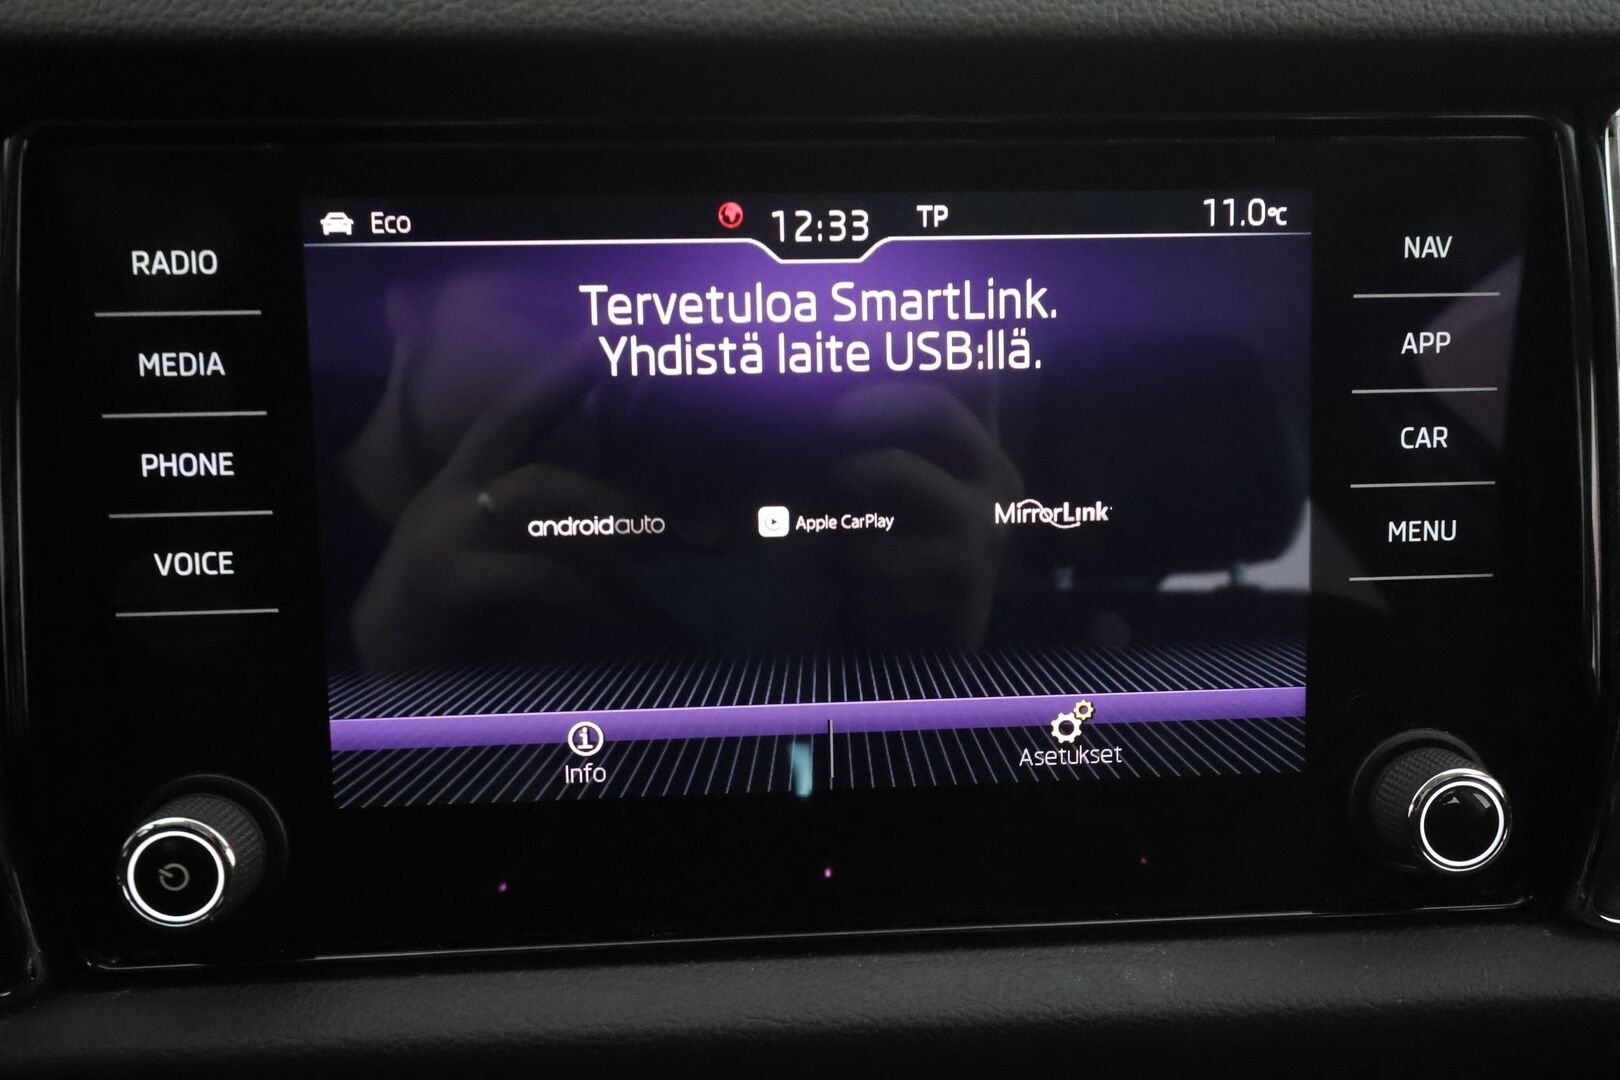 Eco
12:33
TP
11.0°C
RADIO
MEDIA
PHONE
VOICE
Tervetuloa SmartLink.
Yhdistä laite USB:llä.
androidauto
Apple CarPlay
MirrorLink
Info
Asetukset
NAV
APP
CAR
MENU